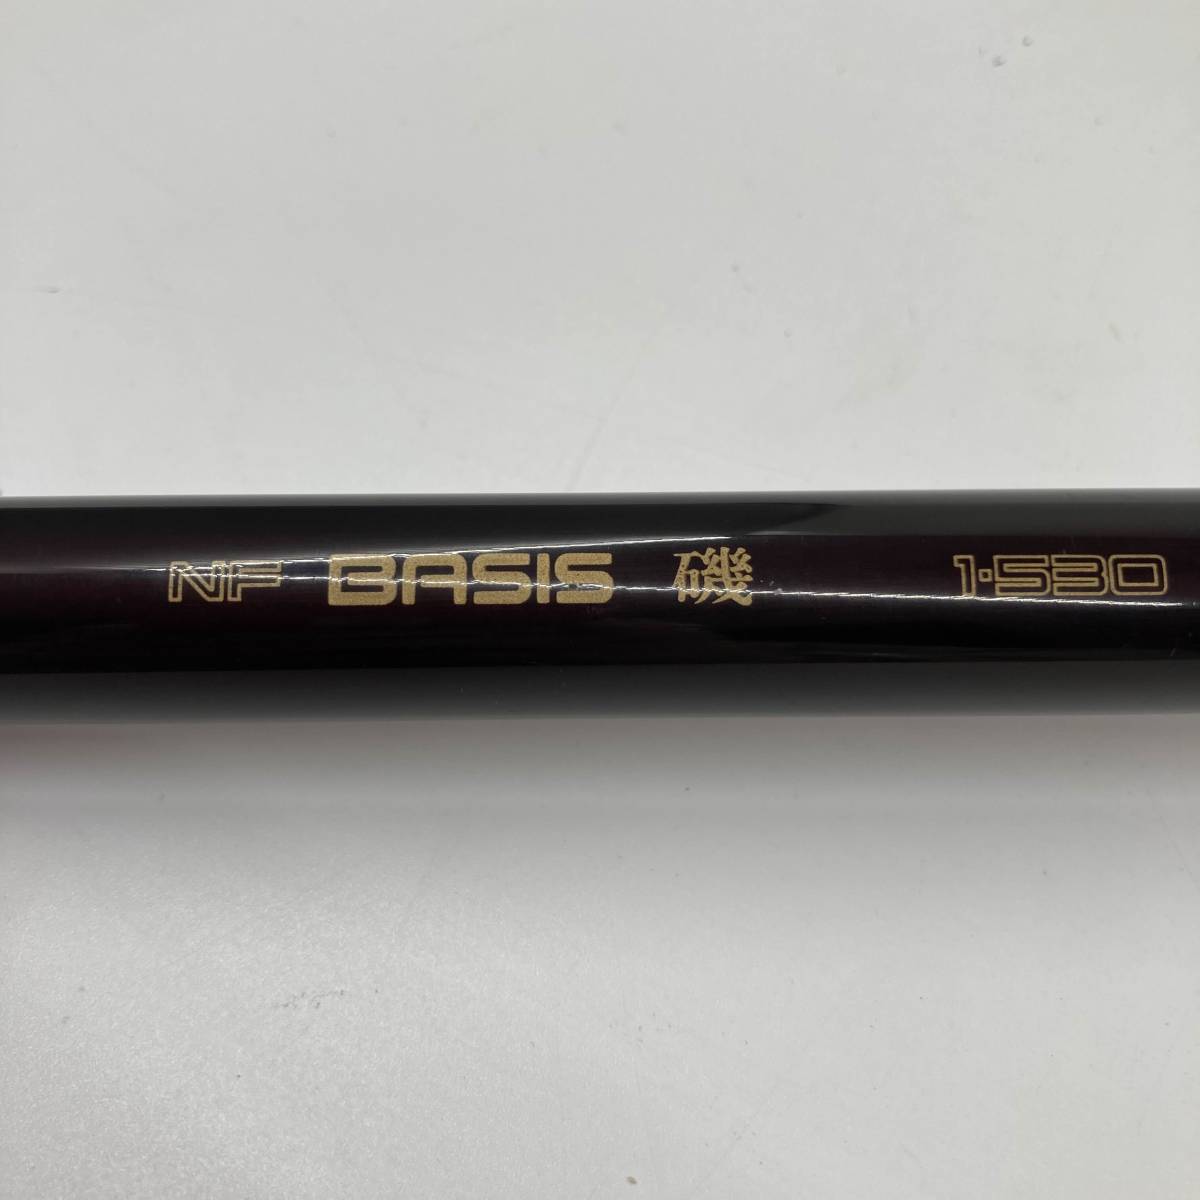 NF BASIS 磯 1-530